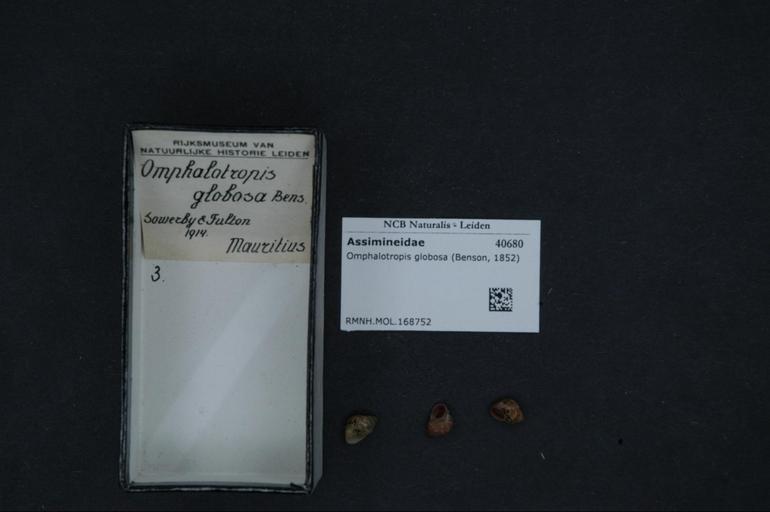 RIJKSMUSEUM VAN
NATUURLIJKE HISTORIE LEIDEN
Omphalotropis
globosa Bens.
Sowerby & Fulton
1914.
Mauritius
3.
NCB Naturalis - Leiden
Assimineidae 40680
Omphalotropis globosa (Benson, 1852)
RMNH.MOL.168752